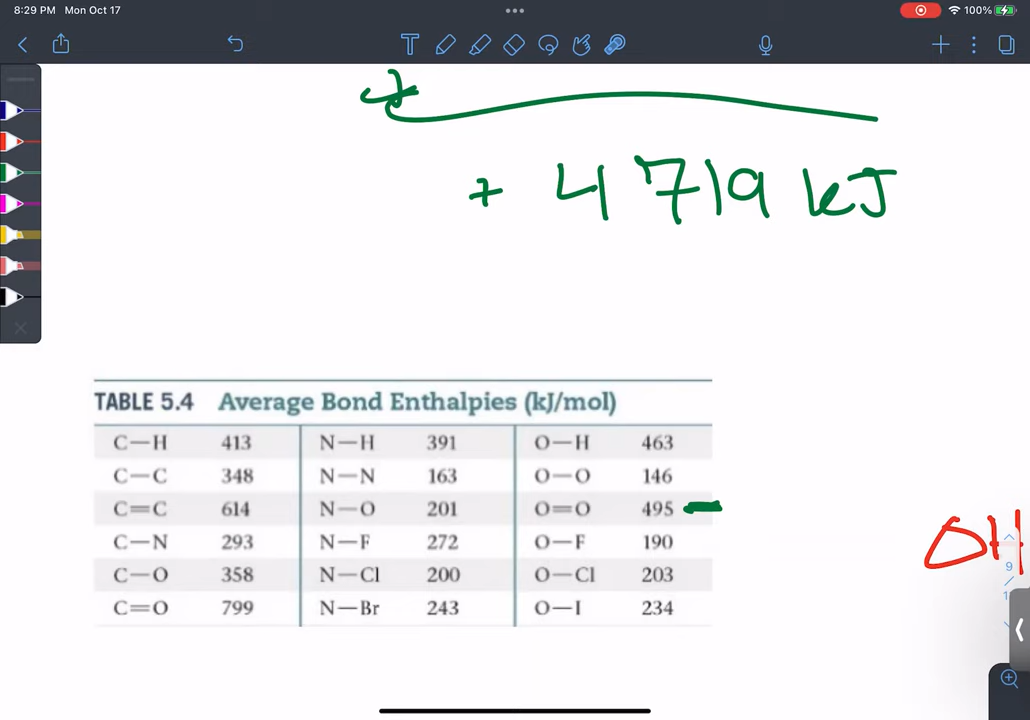 8:29 PM Mon Oct 17
100%
T
+ 4719 kJ
TABLE 5.4 Average Bond Enthalpies (kJ/mol)
C—H 413 N—H 391 O—H 463
C—C 348 N—N 163 O—O 146
C=C 614 N—O 201 O=O 495
C—N 293 N—F 272 O—F 190
C—O 358 N—Cl 200 O—Cl 203
C=O 799 N—Br 243 O—I 234
9
/